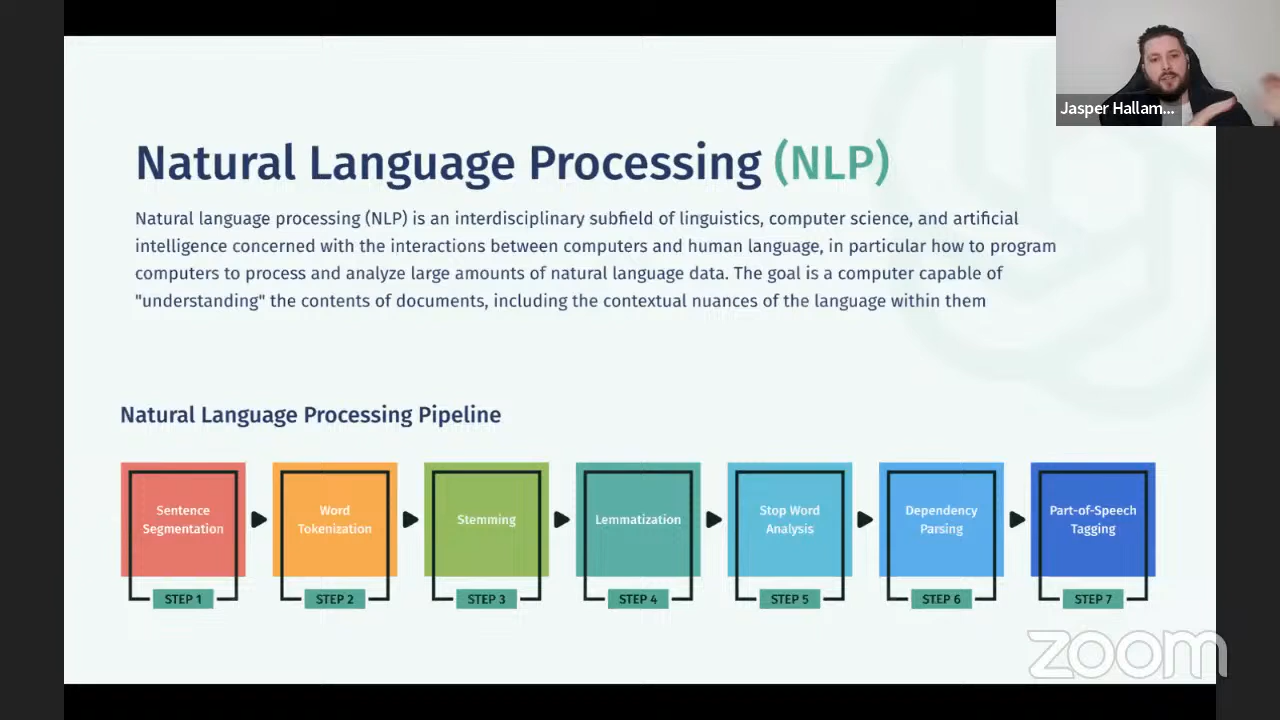 Jasper Hallam...
Natural Language Processing (NLP)
Natural language processing (NLP) is an interdisciplinary subfield of linguistics, computer science, and artificial
intelligence concerned with the interactions between computers and human language, in particular how to program
computers to process and analyze large amounts of natural language data. The goal is a computer capable of
"understanding" the contents of documents, including the contextual nuances of the language within them
Natural Language Processing Pipeline
Sentence
Segmentation
STEP 1
Word
Tokenization
STEP 2
Stemming
STEP 3
Lemmatization
STEP 4
Stop Word
Analysis
STEP 5
Dependency
Parsing
STEP 6
Part-of-Speech
Tagging
STEP 7
zoom